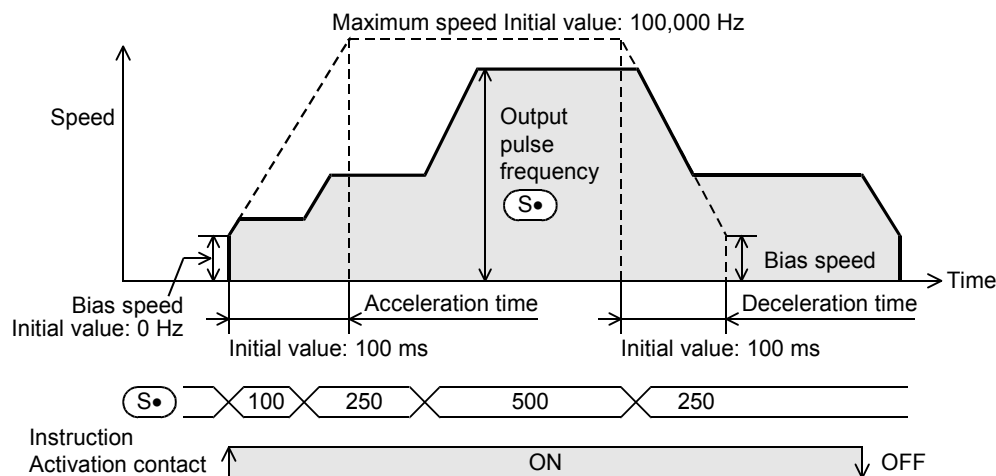 Maximum speed Initial value: 100,000 Hz
Speed
Output
pulse
frequency
S•
Bias speed
Time
Bias speed
Initial value: 0 Hz
Acceleration time
Deceleration time
Initial value: 100 ms
Initial value: 100 ms
S• 100 250 500 250
Instruction
Activation contact ON OFF